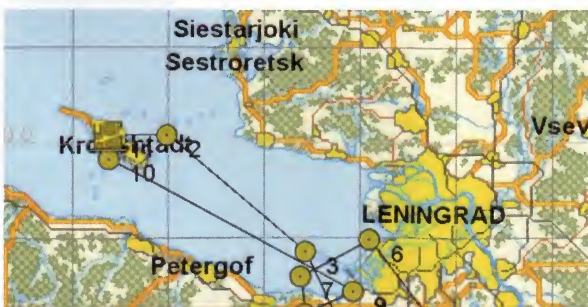 Siestarjoki
Sestroretsk
Vsev
Kronshtadt
2
10
LENINGRAD
6
Petergof
3
7
9